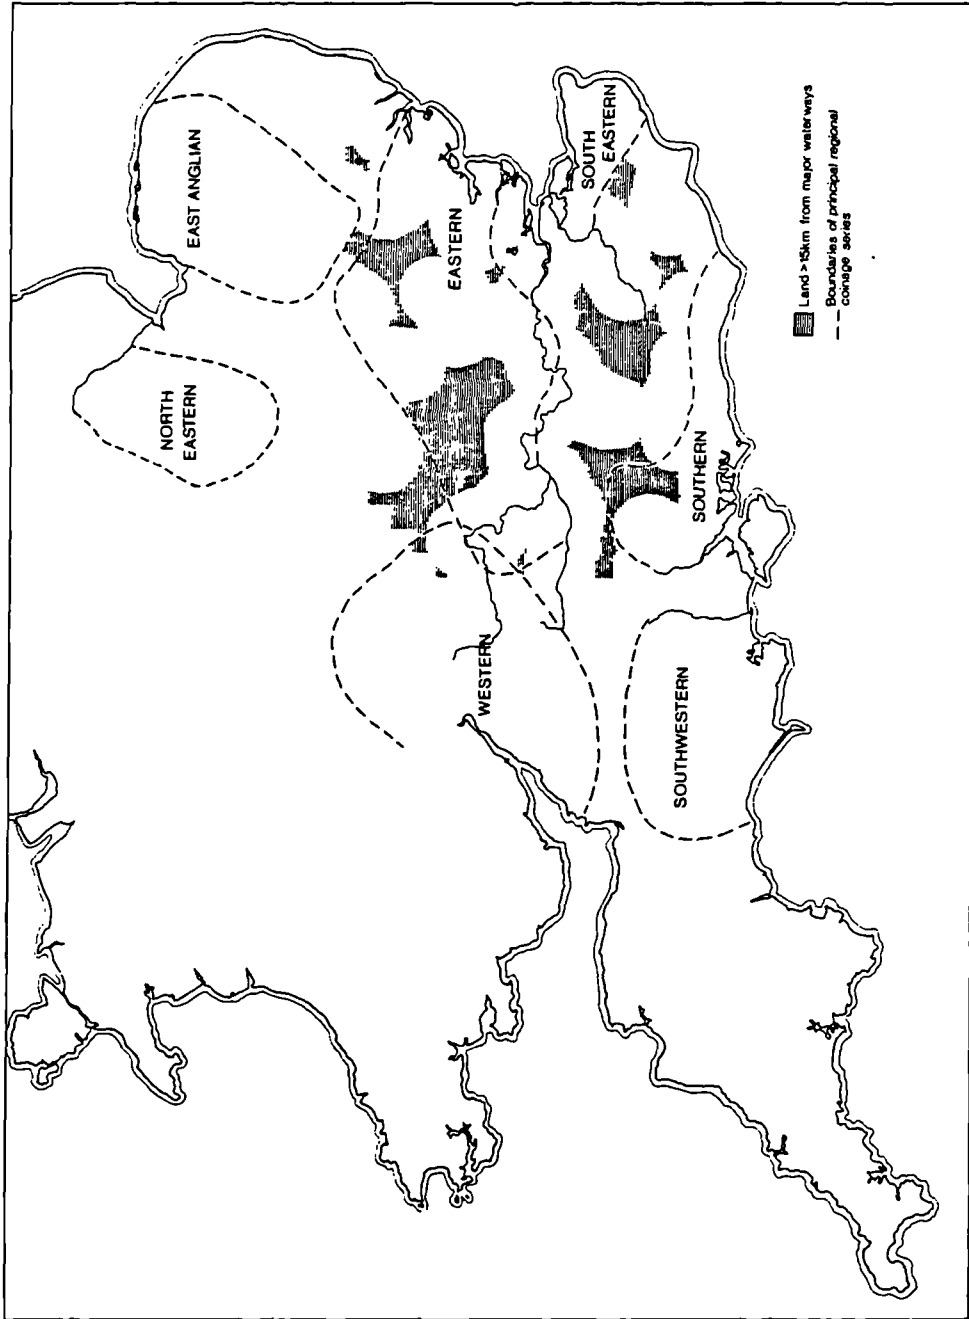 NORTH
EASTERN
EAST ANGLIAN
WESTERN
EASTERN
SOUTHWESTERN
SOUTHERN
SOUTH
EASTERN
Land >15km from major waterways
Boundaries of principal regional
coinage series